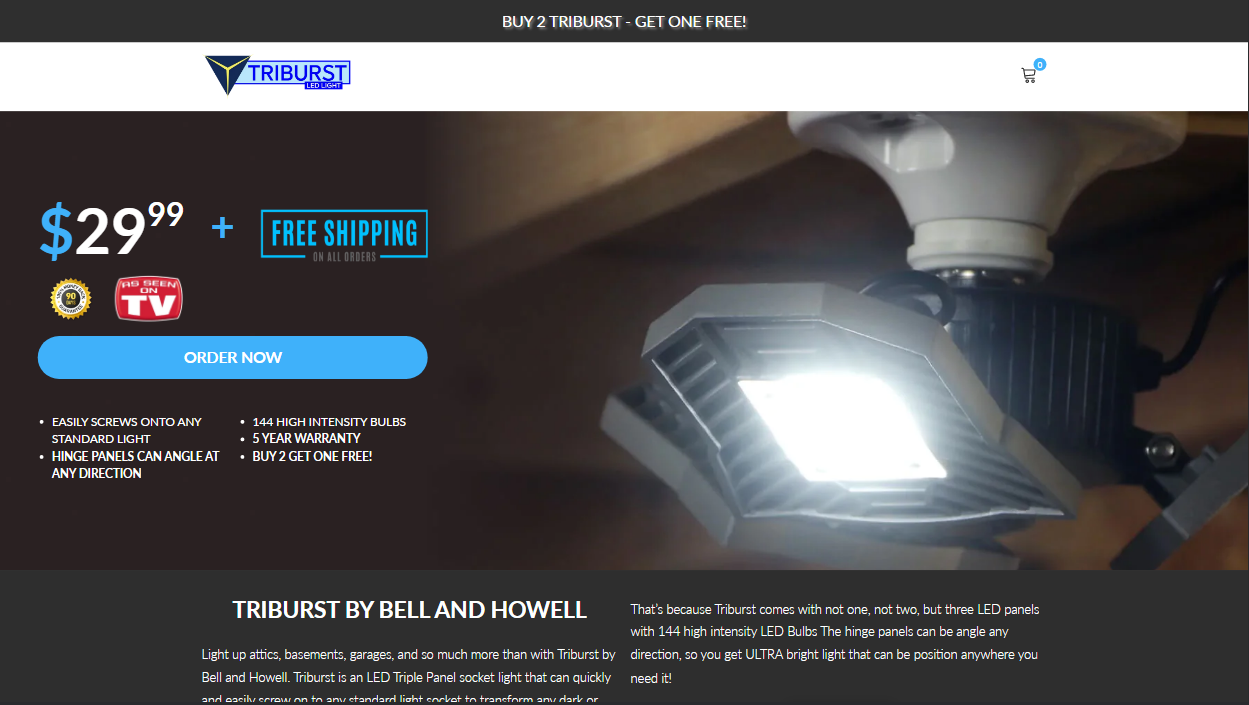 BUY 2 TRIBURST - GET ONE FREE!
TRIBURST
LED LIGHT
0
$29 99 + FREE SHIPPING
ON ALL ORDERS
90
DAYS
AS SEEN
ON
TV
ORDER NOW
• EASILY SCREWS ONTO ANY
STANDARD LIGHT
• HINGE PANELS CAN ANGLE AT
ANY DIRECTION
• 144 HIGH INTENSITY BULBS
• 5 YEAR WARRANTY
• BUY 2 GET ONE FREE!
TRIBURST BY BELL AND HOWELL
Light up attics, basements, garages, and so much more than with Triburst by
Bell and Howell. Triburst is an LED Triple Panel socket light that can quickly
and easily screw on to any standard light socket to transform any dark or
That's because Triburst comes with not one, not two, but three LED panels
with 144 high intensity LED Bulbs The hinge panels can be angle any
direction, so you get ULTRA bright light that can be position anywhere you
need it!